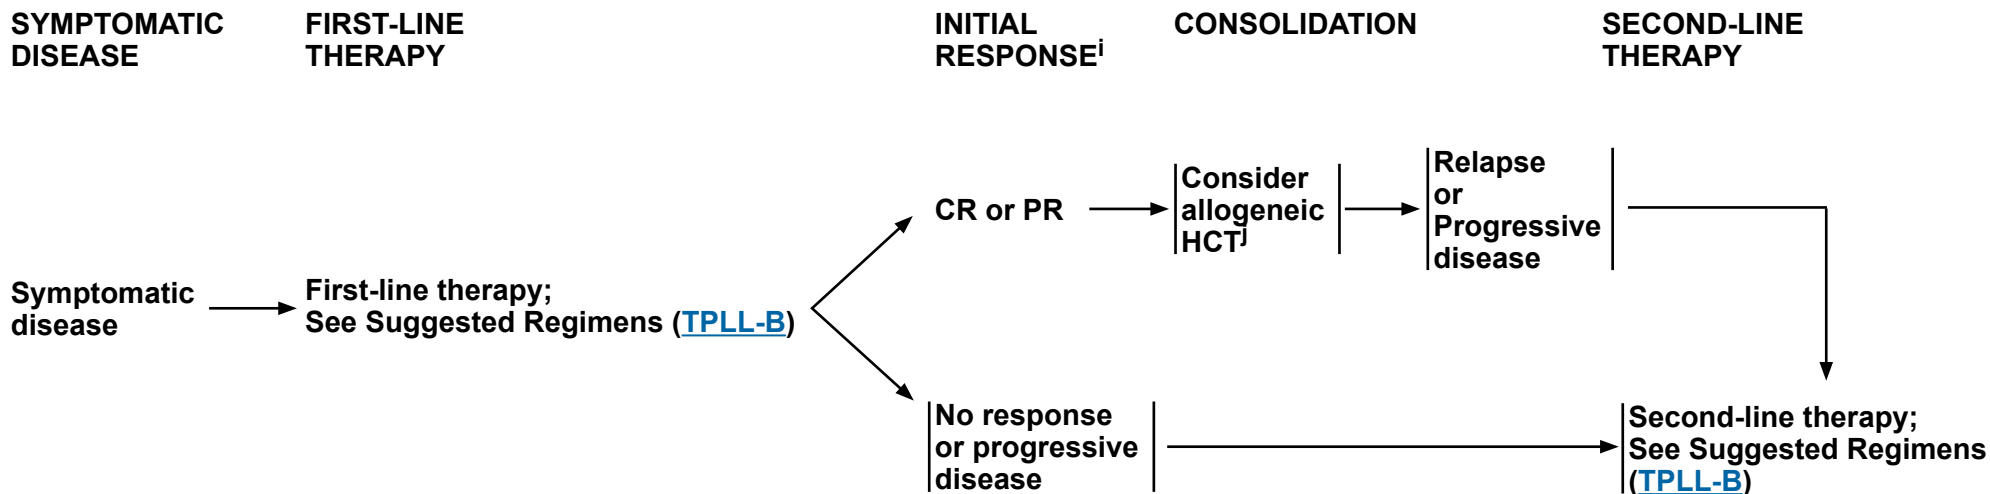 SYMPTOMATIC
DISEASE
FIRST-LINE
THERAPY
INITIAL
RESPONSEⁱ
CONSOLIDATION
SECOND-LINE
THERAPY
Symptomatic
disease
First-line therapy;
See Suggested Regimens (TPLL-B)
CR or PR
Consider
allogeneic
HCTʲ
Relapse
or
Progressive
disease
No response
or progressive
disease
Second-line therapy;
See Suggested Regimens
(TPLL-B)